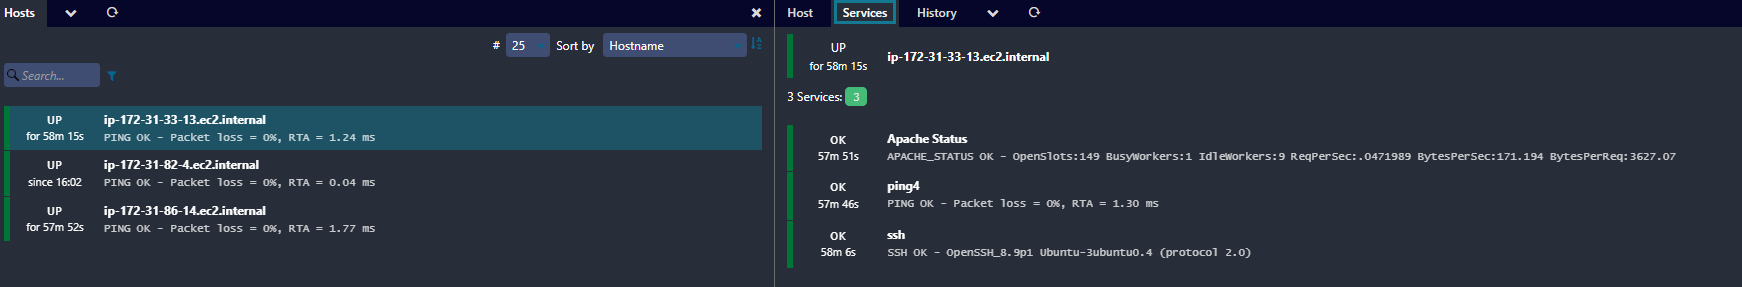 Hosts
# 25 Sort by Hostname
Search...
UP
for 58m 15s
ip-172-31-33-13.ec2.internal
PING OK - Packet loss = 0%, RTA = 1.24 ms
UP
since 16:02
ip-172-31-82-4.ec2.internal
PING OK - Packet loss = 0%, RTA = 0.04 ms
UP
for 57m 52s
ip-172-31-86-14.ec2.internal
PING OK - Packet loss = 0%, RTA = 1.77 ms
Host Services History
UP
for 58m 15s
ip-172-31-33-13.ec2.internal
3 Services: 3
OK
57m 51s
Apache Status
APACHE_STATUS OK - OpenSlots:149 BusyWorkers:1 IdleWorkers:9 ReqPerSec:.0471989 BytesPerSec:171.194 BytesPerReq:3627.07
OK
57m 46s
ping4
PING OK - Packet loss = 0%, RTA = 1.30 ms
OK
58m 6s
ssh
SSH OK - OpenSSH_8.9p1 Ubuntu-3ubuntu0.4 (protocol 2.0)